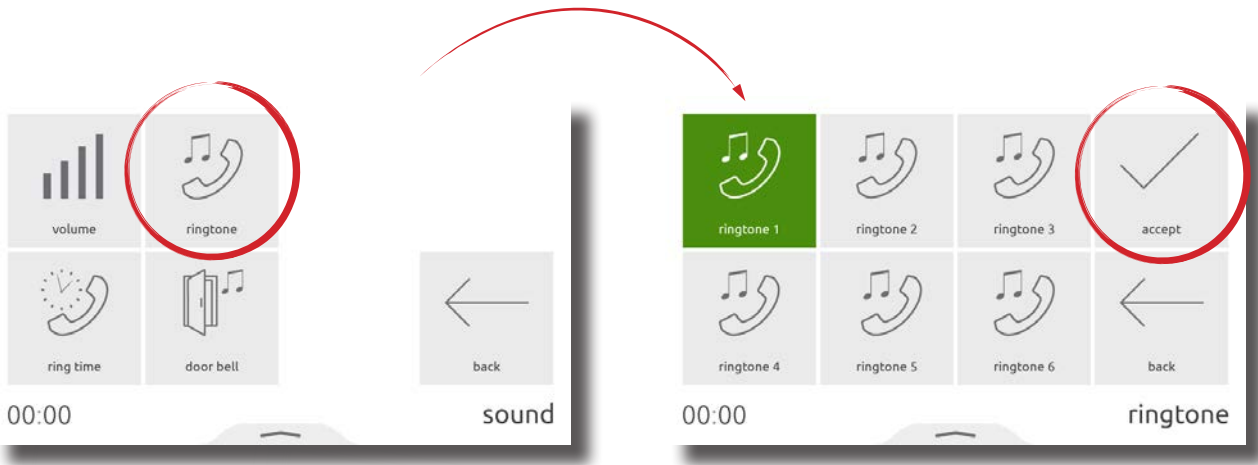 volume
ringtone
ring time
door bell
back
00:00
sound
ringtone 1
ringtone 2
ringtone 3
accept
ringtone 4
ringtone 5
ringtone 6
back
00:00
ringtone